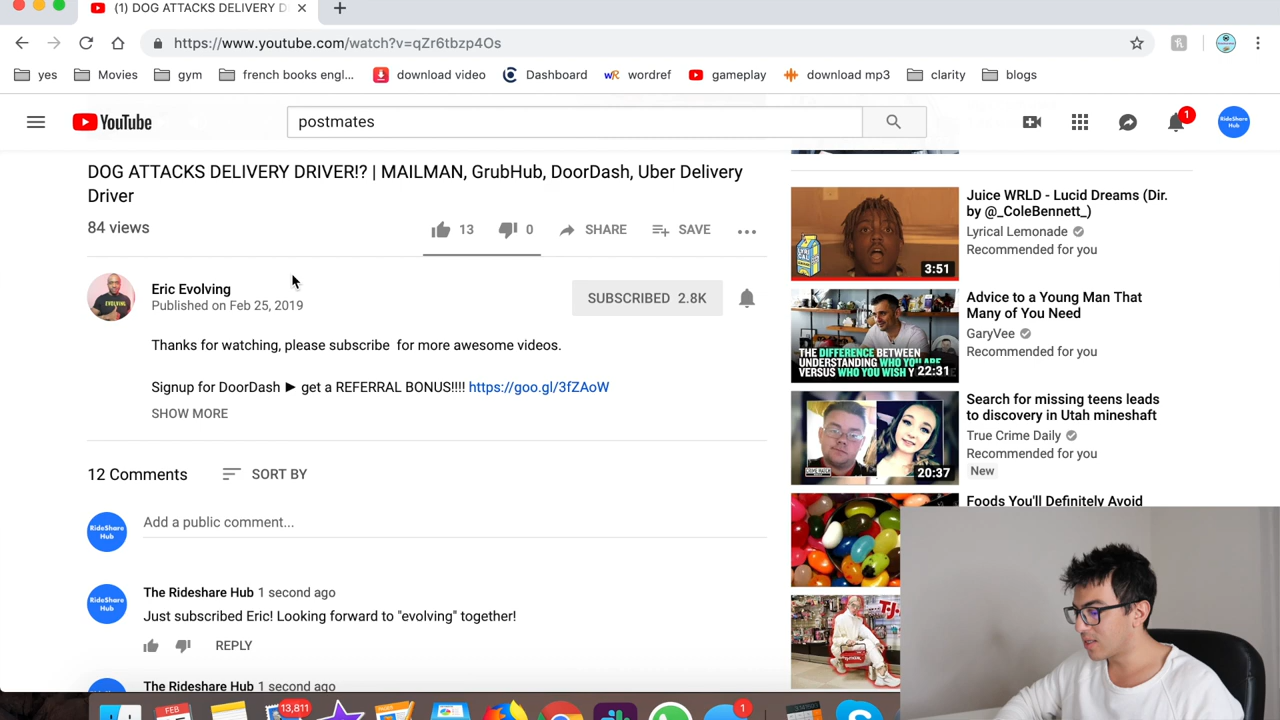 (1) DOG ATTACKS DELIVERY D
https://www.youtube.com/watch?v=qZr6tbzp4Os
yes
Movies
gym
french books engl...
download video
Dashboard
wordref
gameplay
download mp3
clarity
blogs
YouTube
postmates
1
RideShare
Hub
DOG ATTACKS DELIVERY DRIVER!? | MAILMAN, GrubHub, DoorDash, Uber Delivery
Driver
84 views
13
0
SHARE
SAVE
Eric Evolving
Published on Feb 25, 2019
SUBSCRIBED 2.8K
Thanks for watching, please subscribe for more awesome videos.
Signup for DoorDash ► get a REFERRAL BONUS!!!! https://goo.gl/3fZAoW
SHOW MORE
12 Comments
SORT BY
RideShare
Hub
Add a public comment...
RideShare
Hub
The Rideshare Hub 1 second ago
Just subscribed Eric! Looking forward to "evolving" together!
REPLY
The Rideshare Hub 1 second ago
3:51
Juice WRLD - Lucid Dreams (Dir.
by @_ColeBennett_)
Lyrical Lemonade
Recommended for you
THE DIFFERENCE BETWEEN
UNDERSTANDING WHO YOU ARE
VERSUS WHO YOU WISH Y
22:31
Advice to a Young Man That
Many of You Need
GaryVee
Recommended for you
20:37
Search for missing teens leads
to discovery in Utah mineshaft
True Crime Daily
Recommended for you
New
Foods You'll Definitely Avoid
FEB
13,811
1